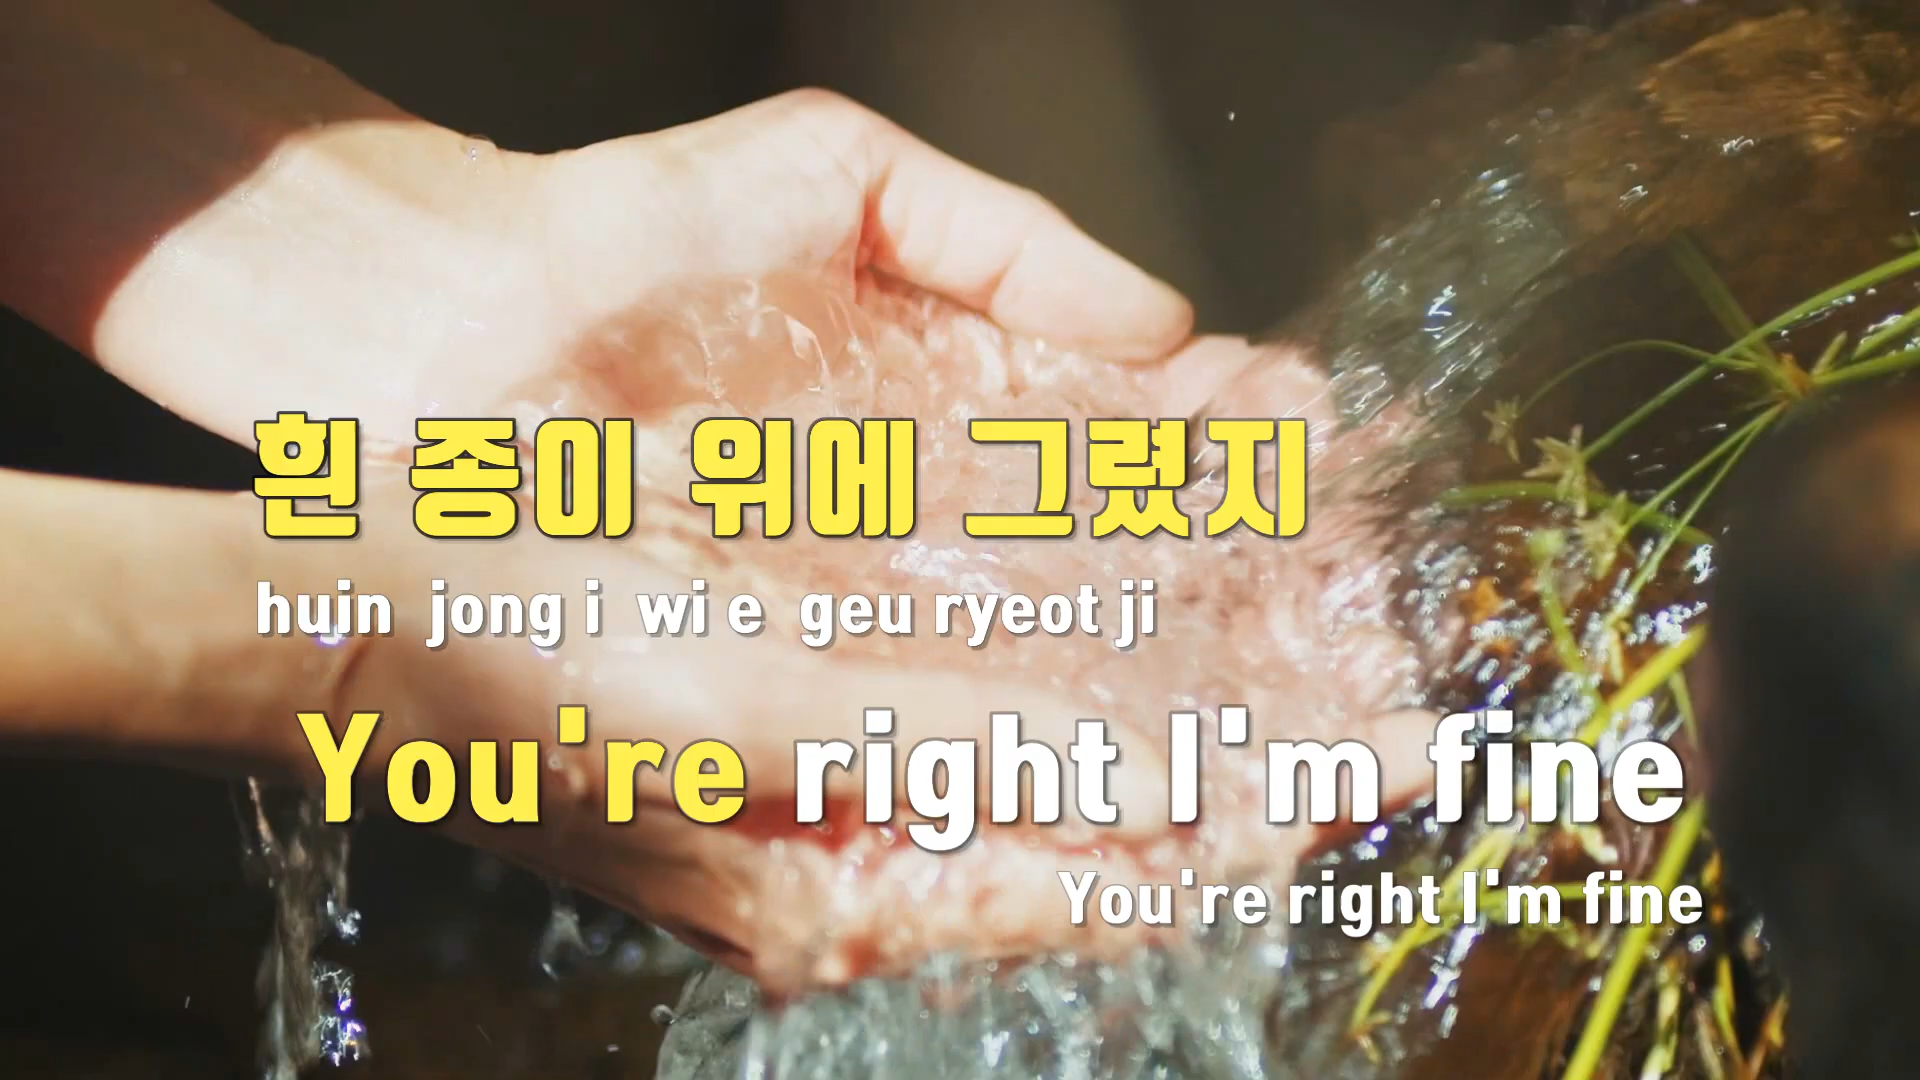 흰 종이 위에 그렸지
huin jong i wi e geu ryeot ji
You're right I'm fine
You're right I'm fine